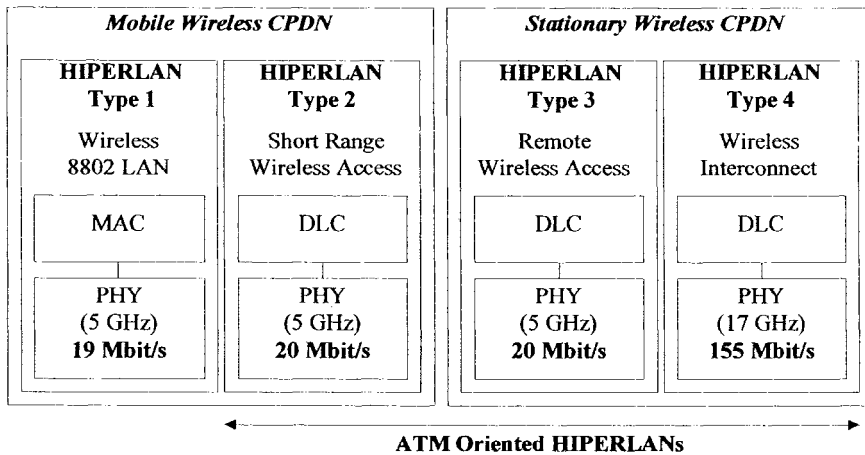 Mobile Wireless CPDN
HIPERLAN
Type 1
Wireless
8802 LAN
MAC
PHY
(5 GHz)
19 Mbit/s
HIPERLAN
Type 2
Short Range
Wireless Access
DLC
PHY
(5 GHz)
20 Mbit/s
Stationary Wireless CPDN
HIPERLAN
Type 3
Remote
Wireless Access
DLC
PHY
(5 GHz)
20 Mbit/s
HIPERLAN
Type 4
Wireless
Interconnect
DLC
PHY
(17 GHz)
155 Mbit/s
ATM Oriented HIPERLANs